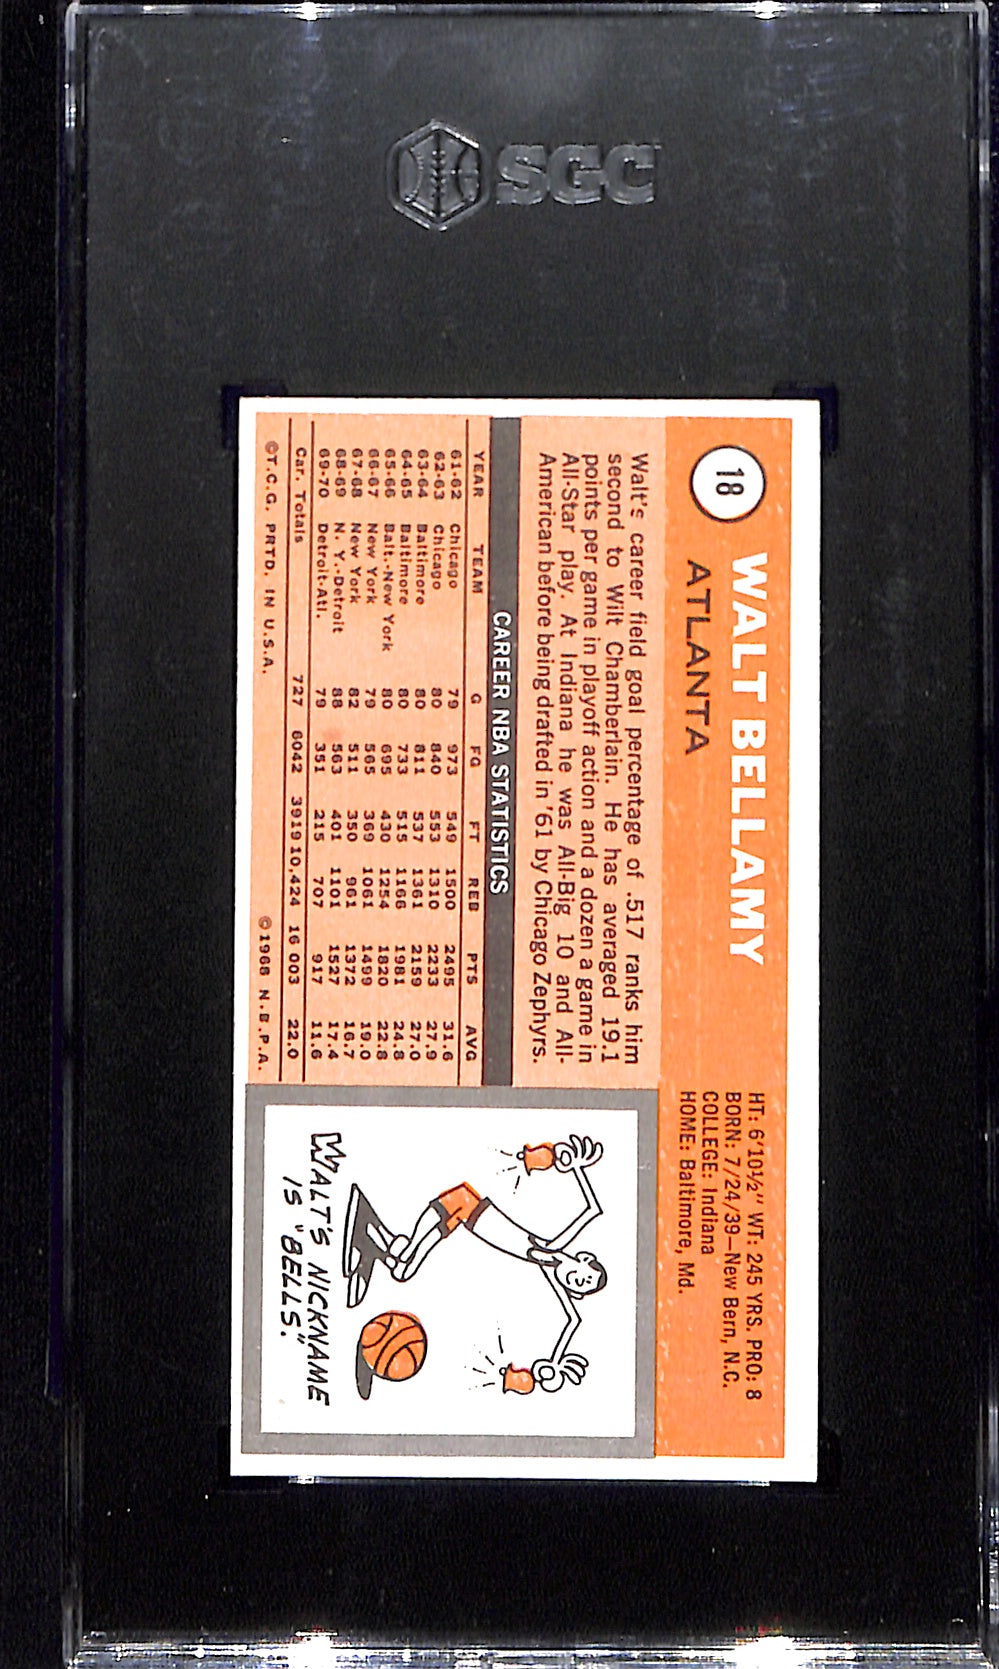 SGC
18
WALT BELLAMY
ATLANTA
HT: 6'10½" WT: 245 YRS. PRO: 8
BORN: 7/24/39—New Bern, N.C.
COLLEGE: Indiana
HOME: Baltimore, Md.
Walt's career field goal percentage of .517 ranks him
second to Wilt Chamberlain. He has averaged 19.1
points per game in playoff action and a dozen a game in
All-Star play. At Indiana he was All-Big 10 and All-
American before being drafted in '61 by Chicago Zephyrs.
CAREER NBA STATISTICS
YEAR TEAM G FG FT REB PTS AVG
61-62 Chicago 79 973 549 1500 2495 31.6
62-63 Chicago 80 840 553 1310 2233 27.9
63-64 Baltimore 80 811 537 1361 2159 27.0
64-65 Baltimore 80 733 515 1166 1981 24.8
65-66 Balt.-New York 80 695 430 1254 1820 22.8
66-67 New York 79 565 369 1061 1499 19.0
67-68 New York 82 511 350 961 1372 16.7
68-69 N. Y.-Detroit 88 563 401 1101 1527 17.4
69-70 Detroit-Atl. 79 351 215 707 917 11.6
Car. Totals 727 6042 3919 10,424 16 003 22.0
©T.C.G. PRTD. IN U.S.A. ©1968 N.B.P.A.
WALT'S NICKNAME
IS "BELLS."